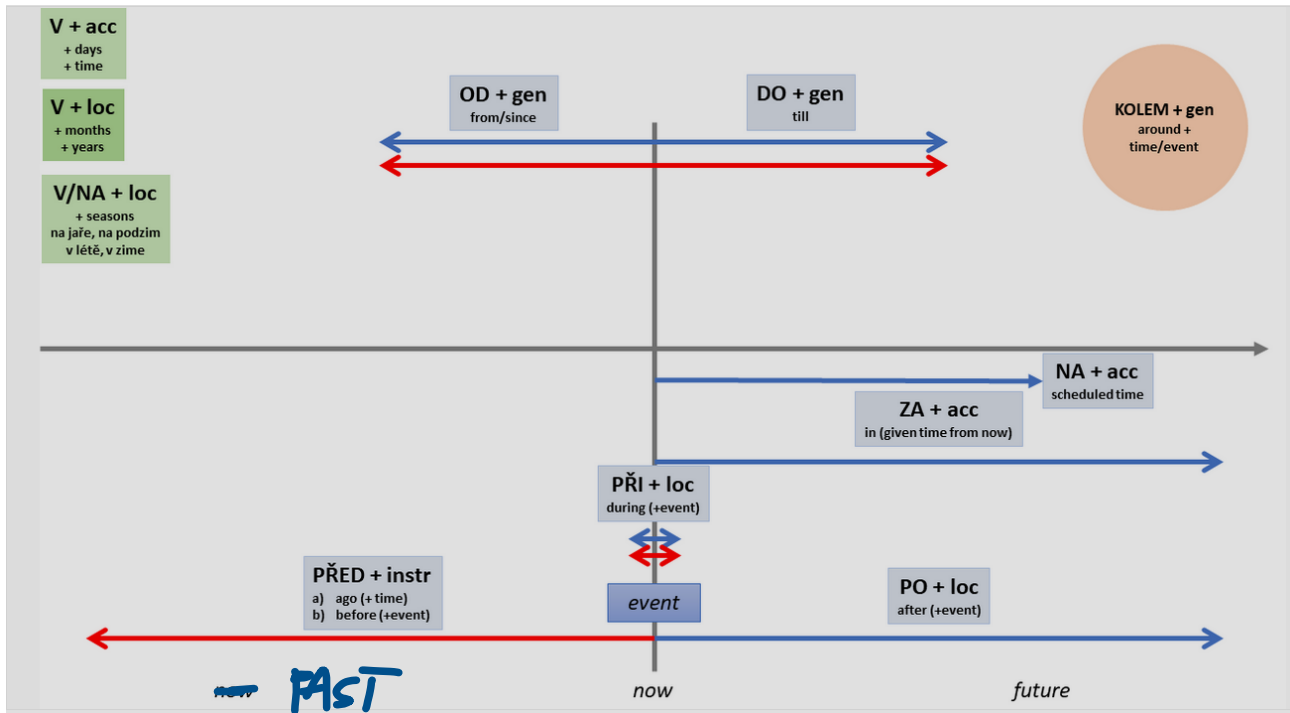 V + acc
+ days
+ time
V + loc
+ months
+ years
V/NA + loc
+ seasons
na jaře, na podzim
v létě, v zime
OD + gen
from/since
DO + gen
till
KOLEM + gen
around +
time/event
NA + acc
scheduled time
ZA + acc
in (given time from now)
PŘI + loc
during (+event)
PŘED + instr
a) ago (+ time)
b) before (+event)
event
PO + loc
after (+event)
now PAST
now
future